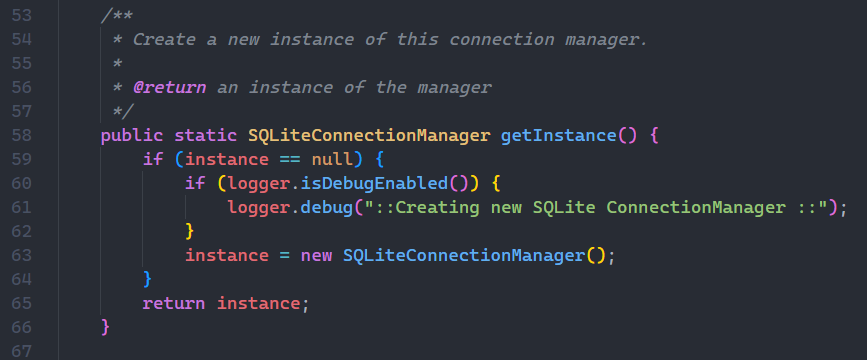 53 /**
54 * Create a new instance of this connection manager.
55 *
56 * @return an instance of the manager
57 */
58 public static SQLiteConnectionManager getInstance() {
59 if (instance == null) {
60 if (logger.isDebugEnabled()) {
61 logger.debug("::Creating new SQLite ConnectionManager ::");
62 }
63 instance = new SQLiteConnectionManager();
64 }
65 return instance;
66 }
67